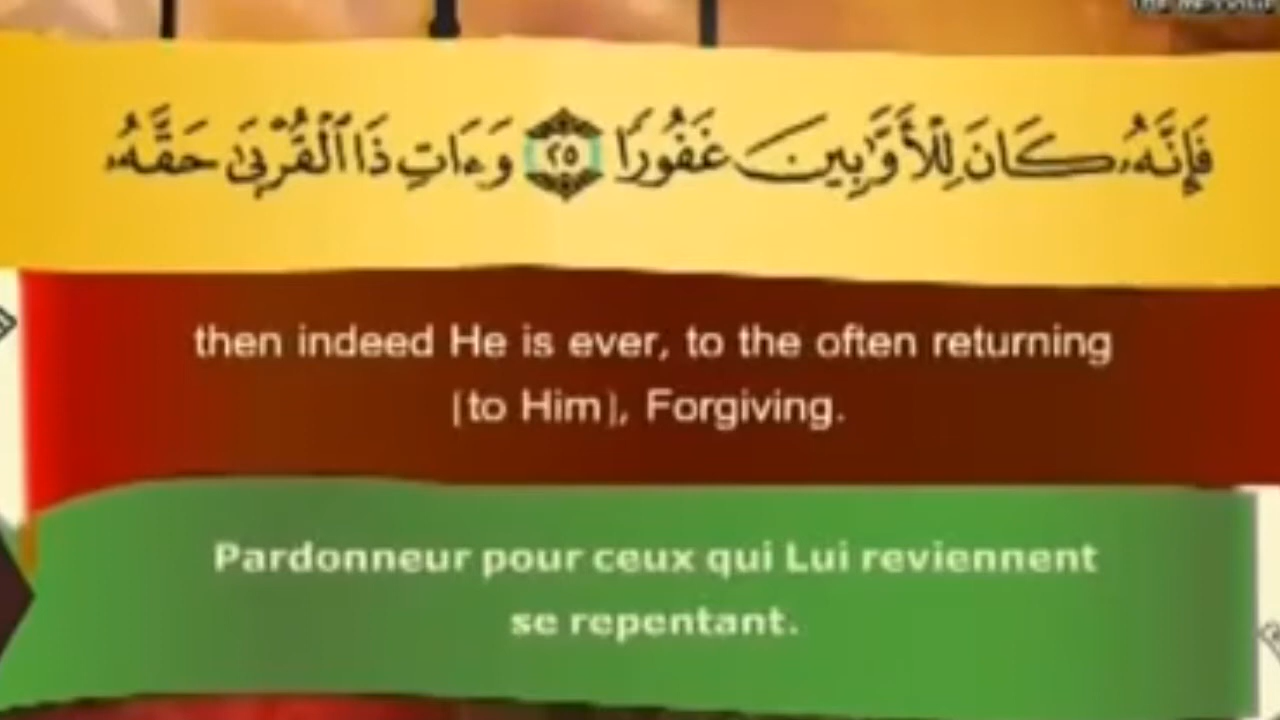 فَإِنَّهُۥ كَانَ لِلْأَوَّٰبِينَ غَفُورًا ٢٥ وَءَاتِ ذَا ٱلْقُرْبَىٰ حَقَّهُۥ
then indeed He is ever, to the often returning
[to Him], Forgiving.
Pardonneur pour ceux qui Lui reviennent
se repentant.